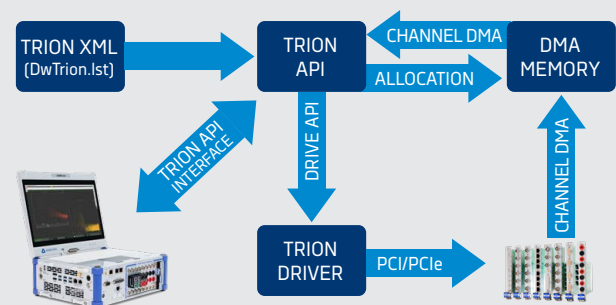 TRION XML
(DwTrion.lst)
TRION
API
CHANNEL DMA
ALLOCATION
DMA
MEMORY
TRION API
INTERFACE
DRIVE API
CHANNEL DMA
TRION
DRIVER
PCI/PCIe